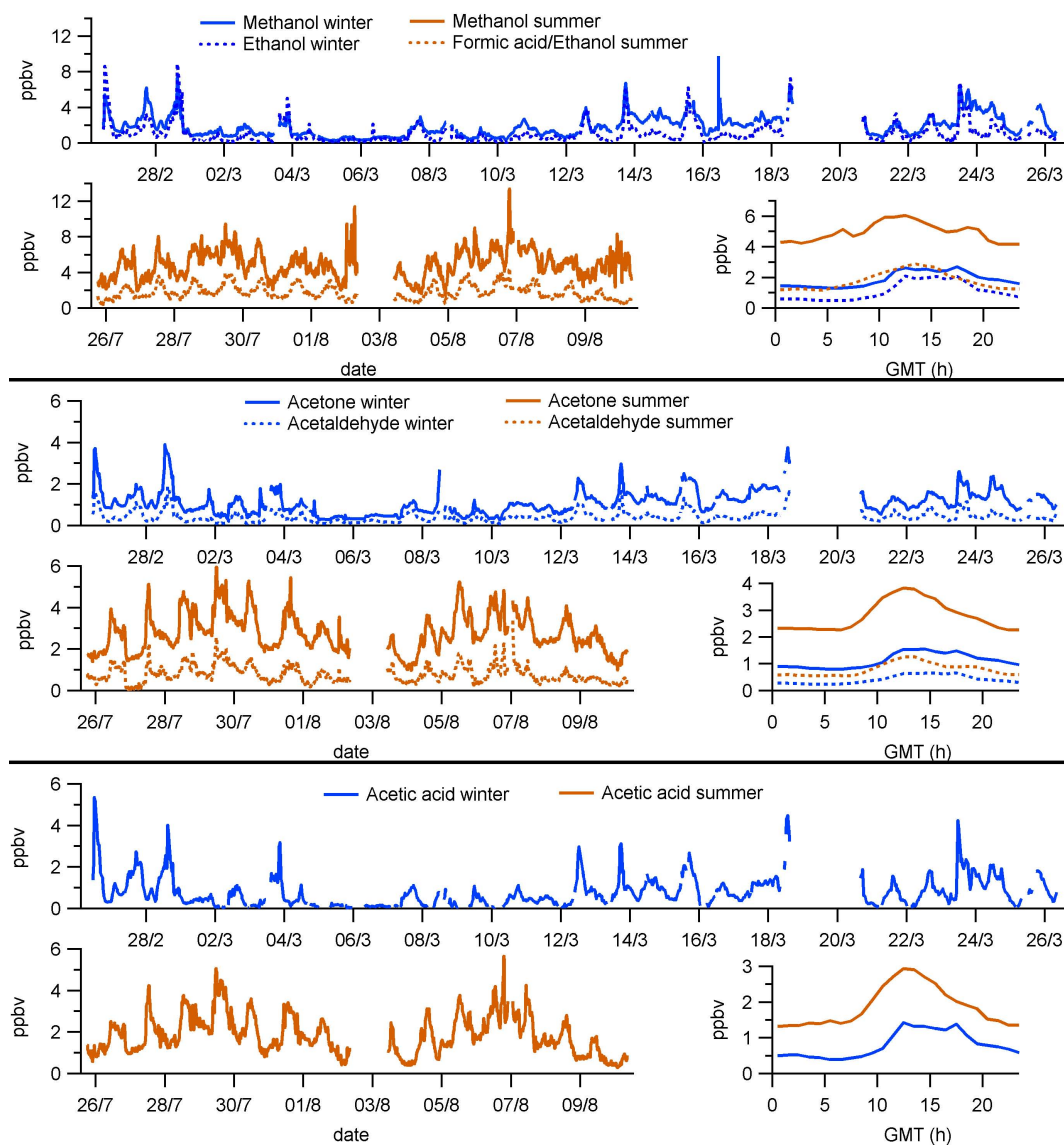 Methanol winter Methanol summer
Ethanol winter Formic acid/Ethanol summer
ppbv
12
8
4
0
28/2 02/3 04/3 06/3 08/3 10/3 12/3 14/3 16/3 18/3 20/3 22/3 24/3 26/3
ppbv
12
8
4
0
26/7 28/7 30/7 01/8 03/8 05/8 07/8 09/8
date
ppbv
6
4
2
0
0 5 10 15 20
GMT (h)
Acetone winter Acetone summer
Acetaldehyde winter Acetaldehyde summer
ppbv
6
4
2
0
28/2 02/3 04/3 06/3 08/3 10/3 12/3 14/3 16/3 18/3 20/3 22/3 24/3 26/3
ppbv
6
4
2
0
26/7 28/7 30/7 01/8 03/8 05/8 07/8 09/8
date
ppbv
4
3
2
1
0
0 5 10 15 20
GMT (h)
Acetic acid winter Acetic acid summer
ppbv
6
4
2
0
28/2 02/3 04/3 06/3 08/3 10/3 12/3 14/3 16/3 18/3 20/3 22/3 24/3 26/3
ppbv
6
4
2
0
26/7 28/7 30/7 01/8 03/8 05/8 07/8 09/8
date
ppbv
3
2
1
0
0 5 10 15 20
GMT (h)